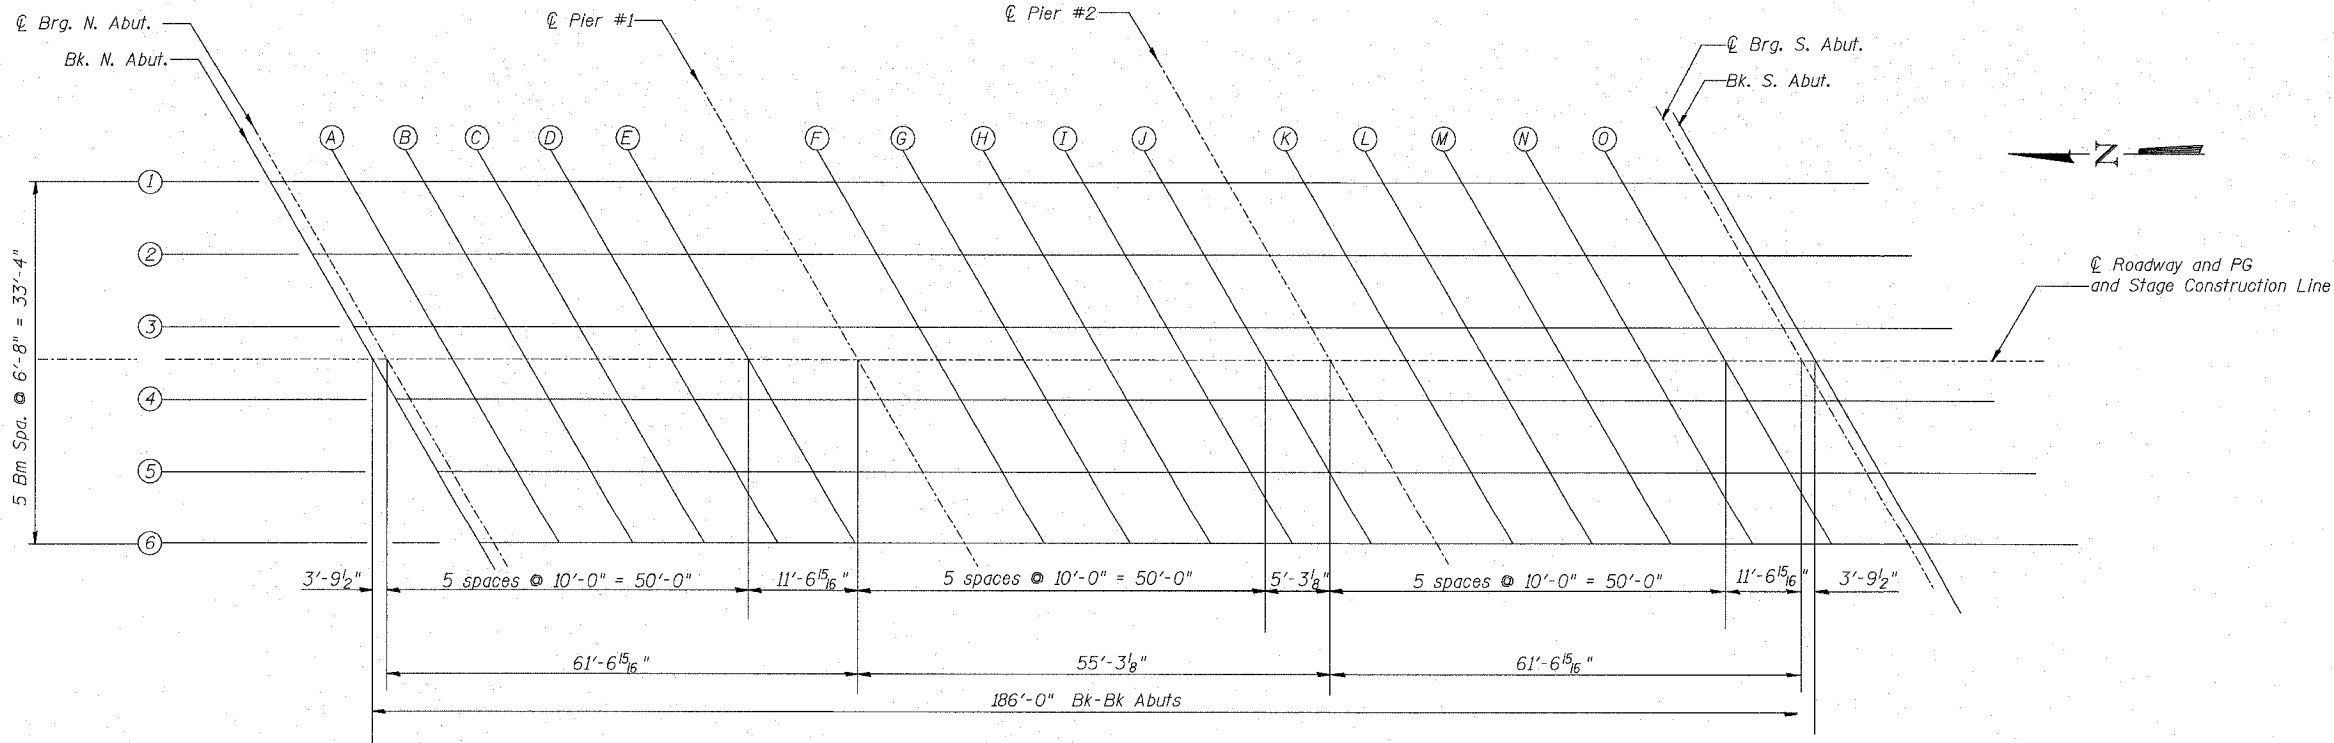 ℄ Brg. N. Abut.
Bk. N. Abut.
℄ Pier #1
℄ Pier #2
℄ Brg. S. Abut.
Bk. S. Abut.
A B C D E F G H I J K L M N O
N
1
2
3
4
5
6
5 Bm Spa. @ 6'-8" = 33'-4"
℄ Roadway and PG
and Stage Construction Line
3'-9½" 5 spaces @ 10'-0" = 50'-0" 11'-6 15/16" 5 spaces @ 10'-0" = 50'-0" 5'-3⅛" 5 spaces @ 10'-0" = 50'-0" 11'-6 15/16" 3'-9½"
61'-6 15/16" 55'-3⅛" 61'-6 15/16"
186'-0" Bk-Bk Abuts